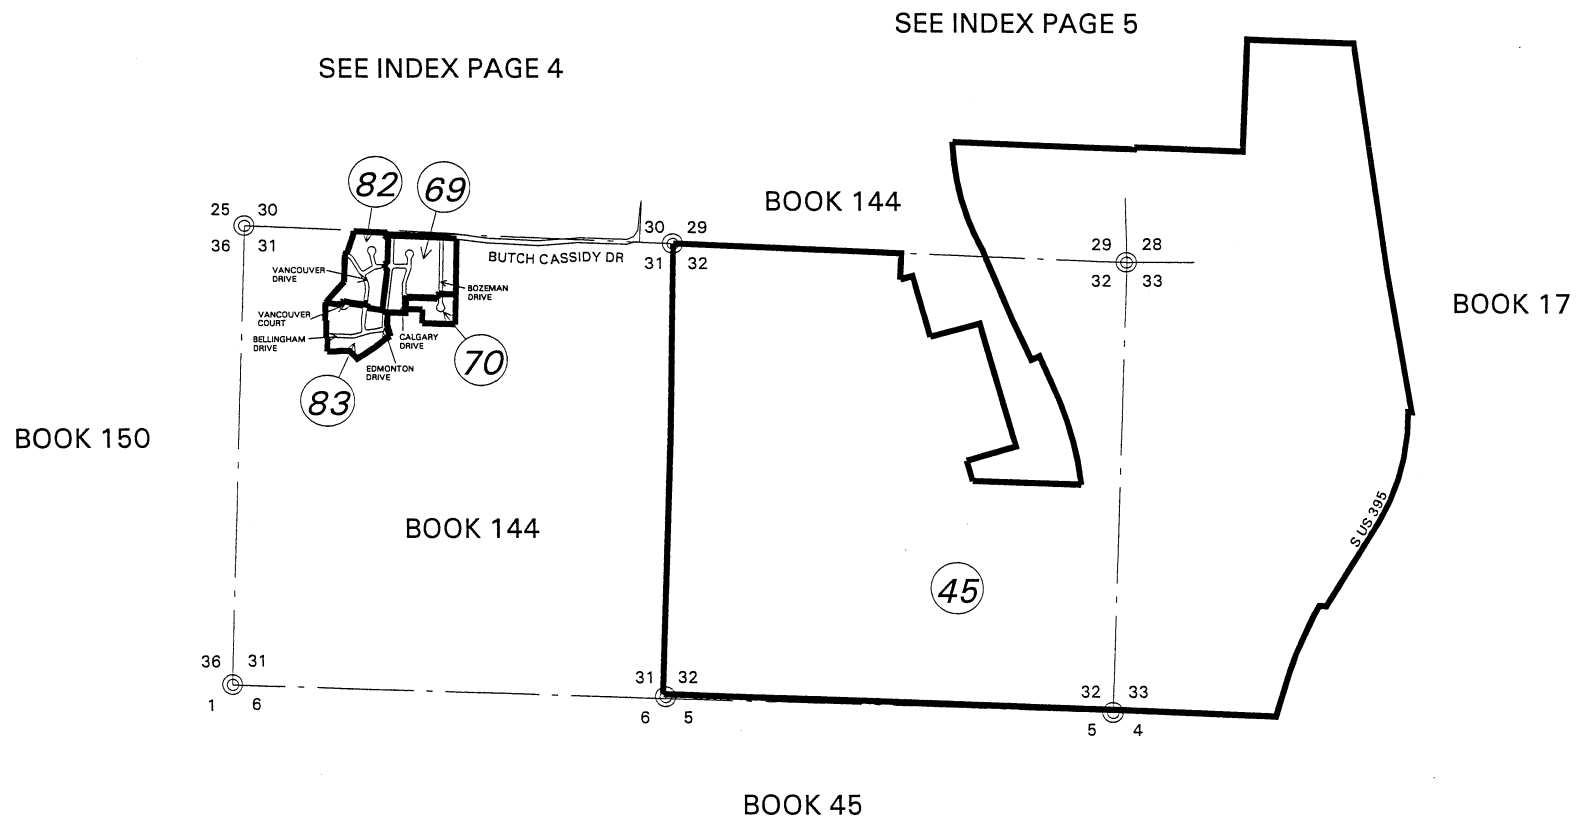 SEE INDEX PAGE 5
SEE INDEX PAGE 4
82
69
BOOK 144
25 30
36 31
30 29
31 32
29 28
32 33
BUTCH CASSIDY DR
VANCOUVER
DRIVE
BOZEMAN
DRIVE
BOOK 17
VANCOUVER
COURT
BELLINGHAM
DRIVE
CALGARY
DRIVE
EDMONTON
DRIVE
70
83
BOOK 150
BOOK 144
S US 395
45
36 31
1 6
31 32
6 5
32 33
5 4
BOOK 45